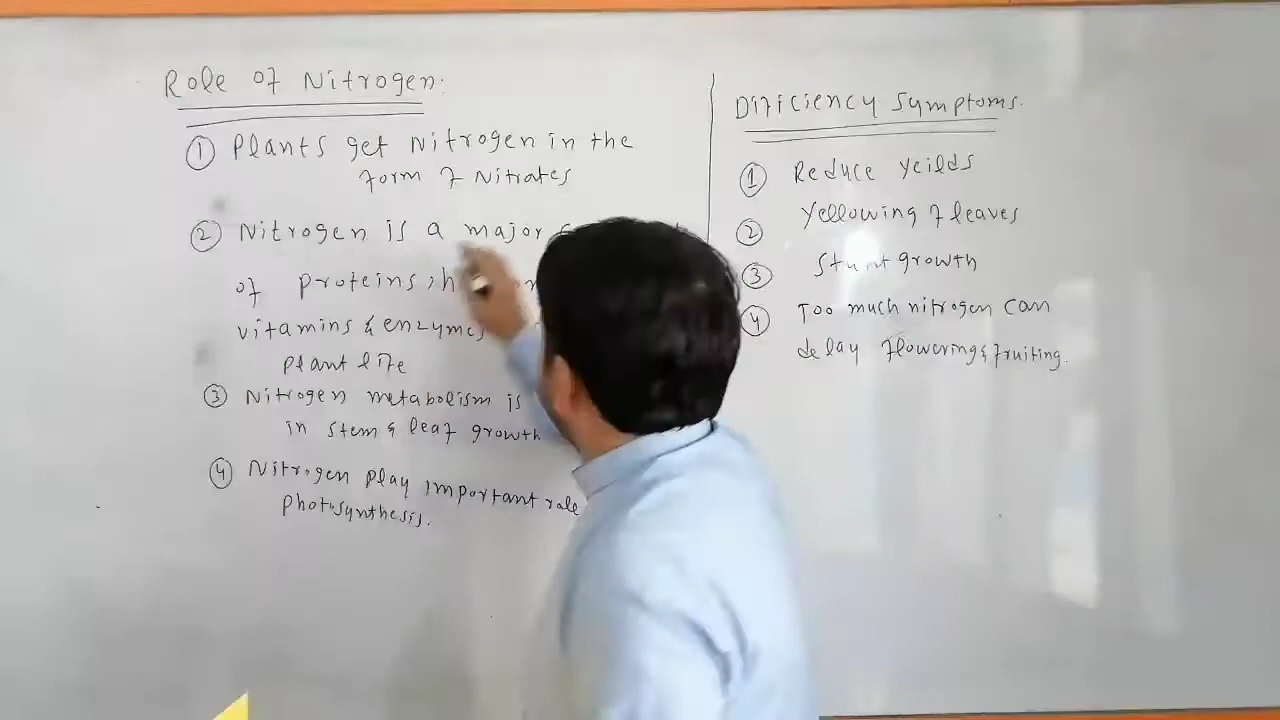 Role of Nitrogen:
① Plants get Nitrogen in the
form of Nitrates
② Nitrogen is a major
of proteins,
vitamins & enzymes
plant life
③ Nitrogen metabolism is
in stem & leaf growth
④ Nitrogen play important role
photosynthesis.
Dificiency Symptoms.
① Reduce yeilds
② Yellowing of leaves
③ Stunt growth
④ Too much nitrogen can
delay flowering & fruiting.